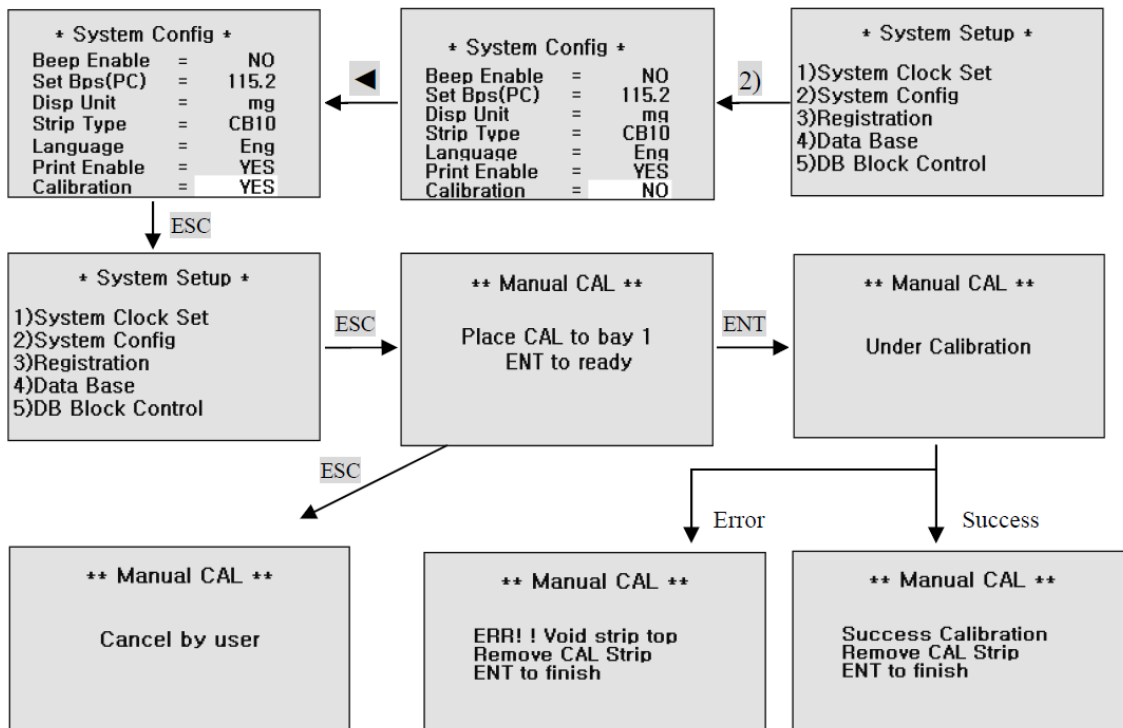 * System Config *
Beep Enable = NO
Set Bps(PC) = 115.2
Disp Unit = mg
Strip Type = CB10
Language = Eng
Print Enable = YES
Calibration = YES
◄
* System Config *
Beep Enable = NO
Set Bps(PC) = 115.2
Disp Unit = mg
Strip Type = CB10
Language = Eng
Print Enable = YES
Calibration = NO
2)
* System Setup *
1)System Clock Set
2)System Config
3)Registration
4)Data Base
5)DB Block Control
ESC
* System Setup *
1)System Clock Set
2)System Config
3)Registration
4)Data Base
5)DB Block Control
ESC
** Manual CAL **
Place CAL to bay 1
ENT to ready
ENT
** Manual CAL **
Under Calibration
ESC
Error
Success
** Manual CAL **
Cancel by user
** Manual CAL **
ERR! ! Void strip top
Remove CAL Strip
ENT to finish
** Manual CAL **
Success Calibration
Remove CAL Strip
ENT to finish